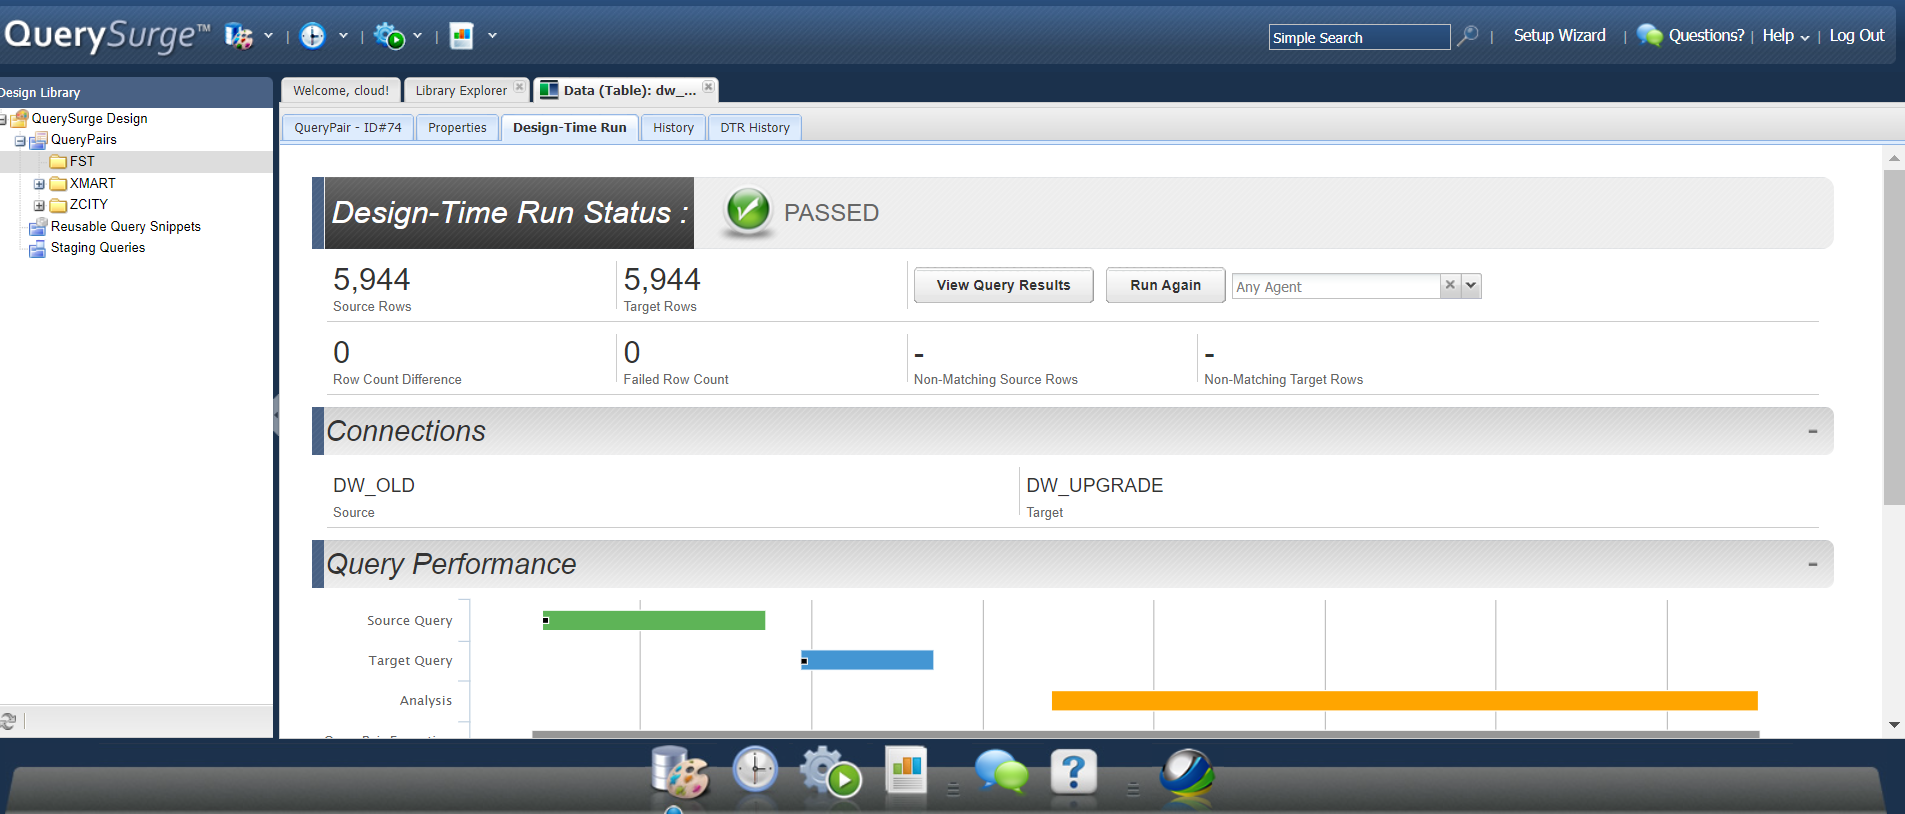 QuerySurge™
Simple Search
Setup Wizard
Questions?
Help
Log Out
Design Library
QuerySurge Design
QueryPairs
FST
XMART
ZCITY
Reusable Query Snippets
Staging Queries
Welcome, cloud!
Library Explorer
Data (Table): dw_...
QueryPair - ID#74
Properties
Design-Time Run
History
DTR History
Design-Time Run Status :
PASSED
5,944
Source Rows
5,944
Target Rows
View Query Results
Run Again
Any Agent
0
Row Count Difference
0
Failed Row Count
-
Non-Matching Source Rows
-
Non-Matching Target Rows
Connections
DW_OLD
Source
DW_UPGRADE
Target
Query Performance
Source Query
Target Query
Analysis